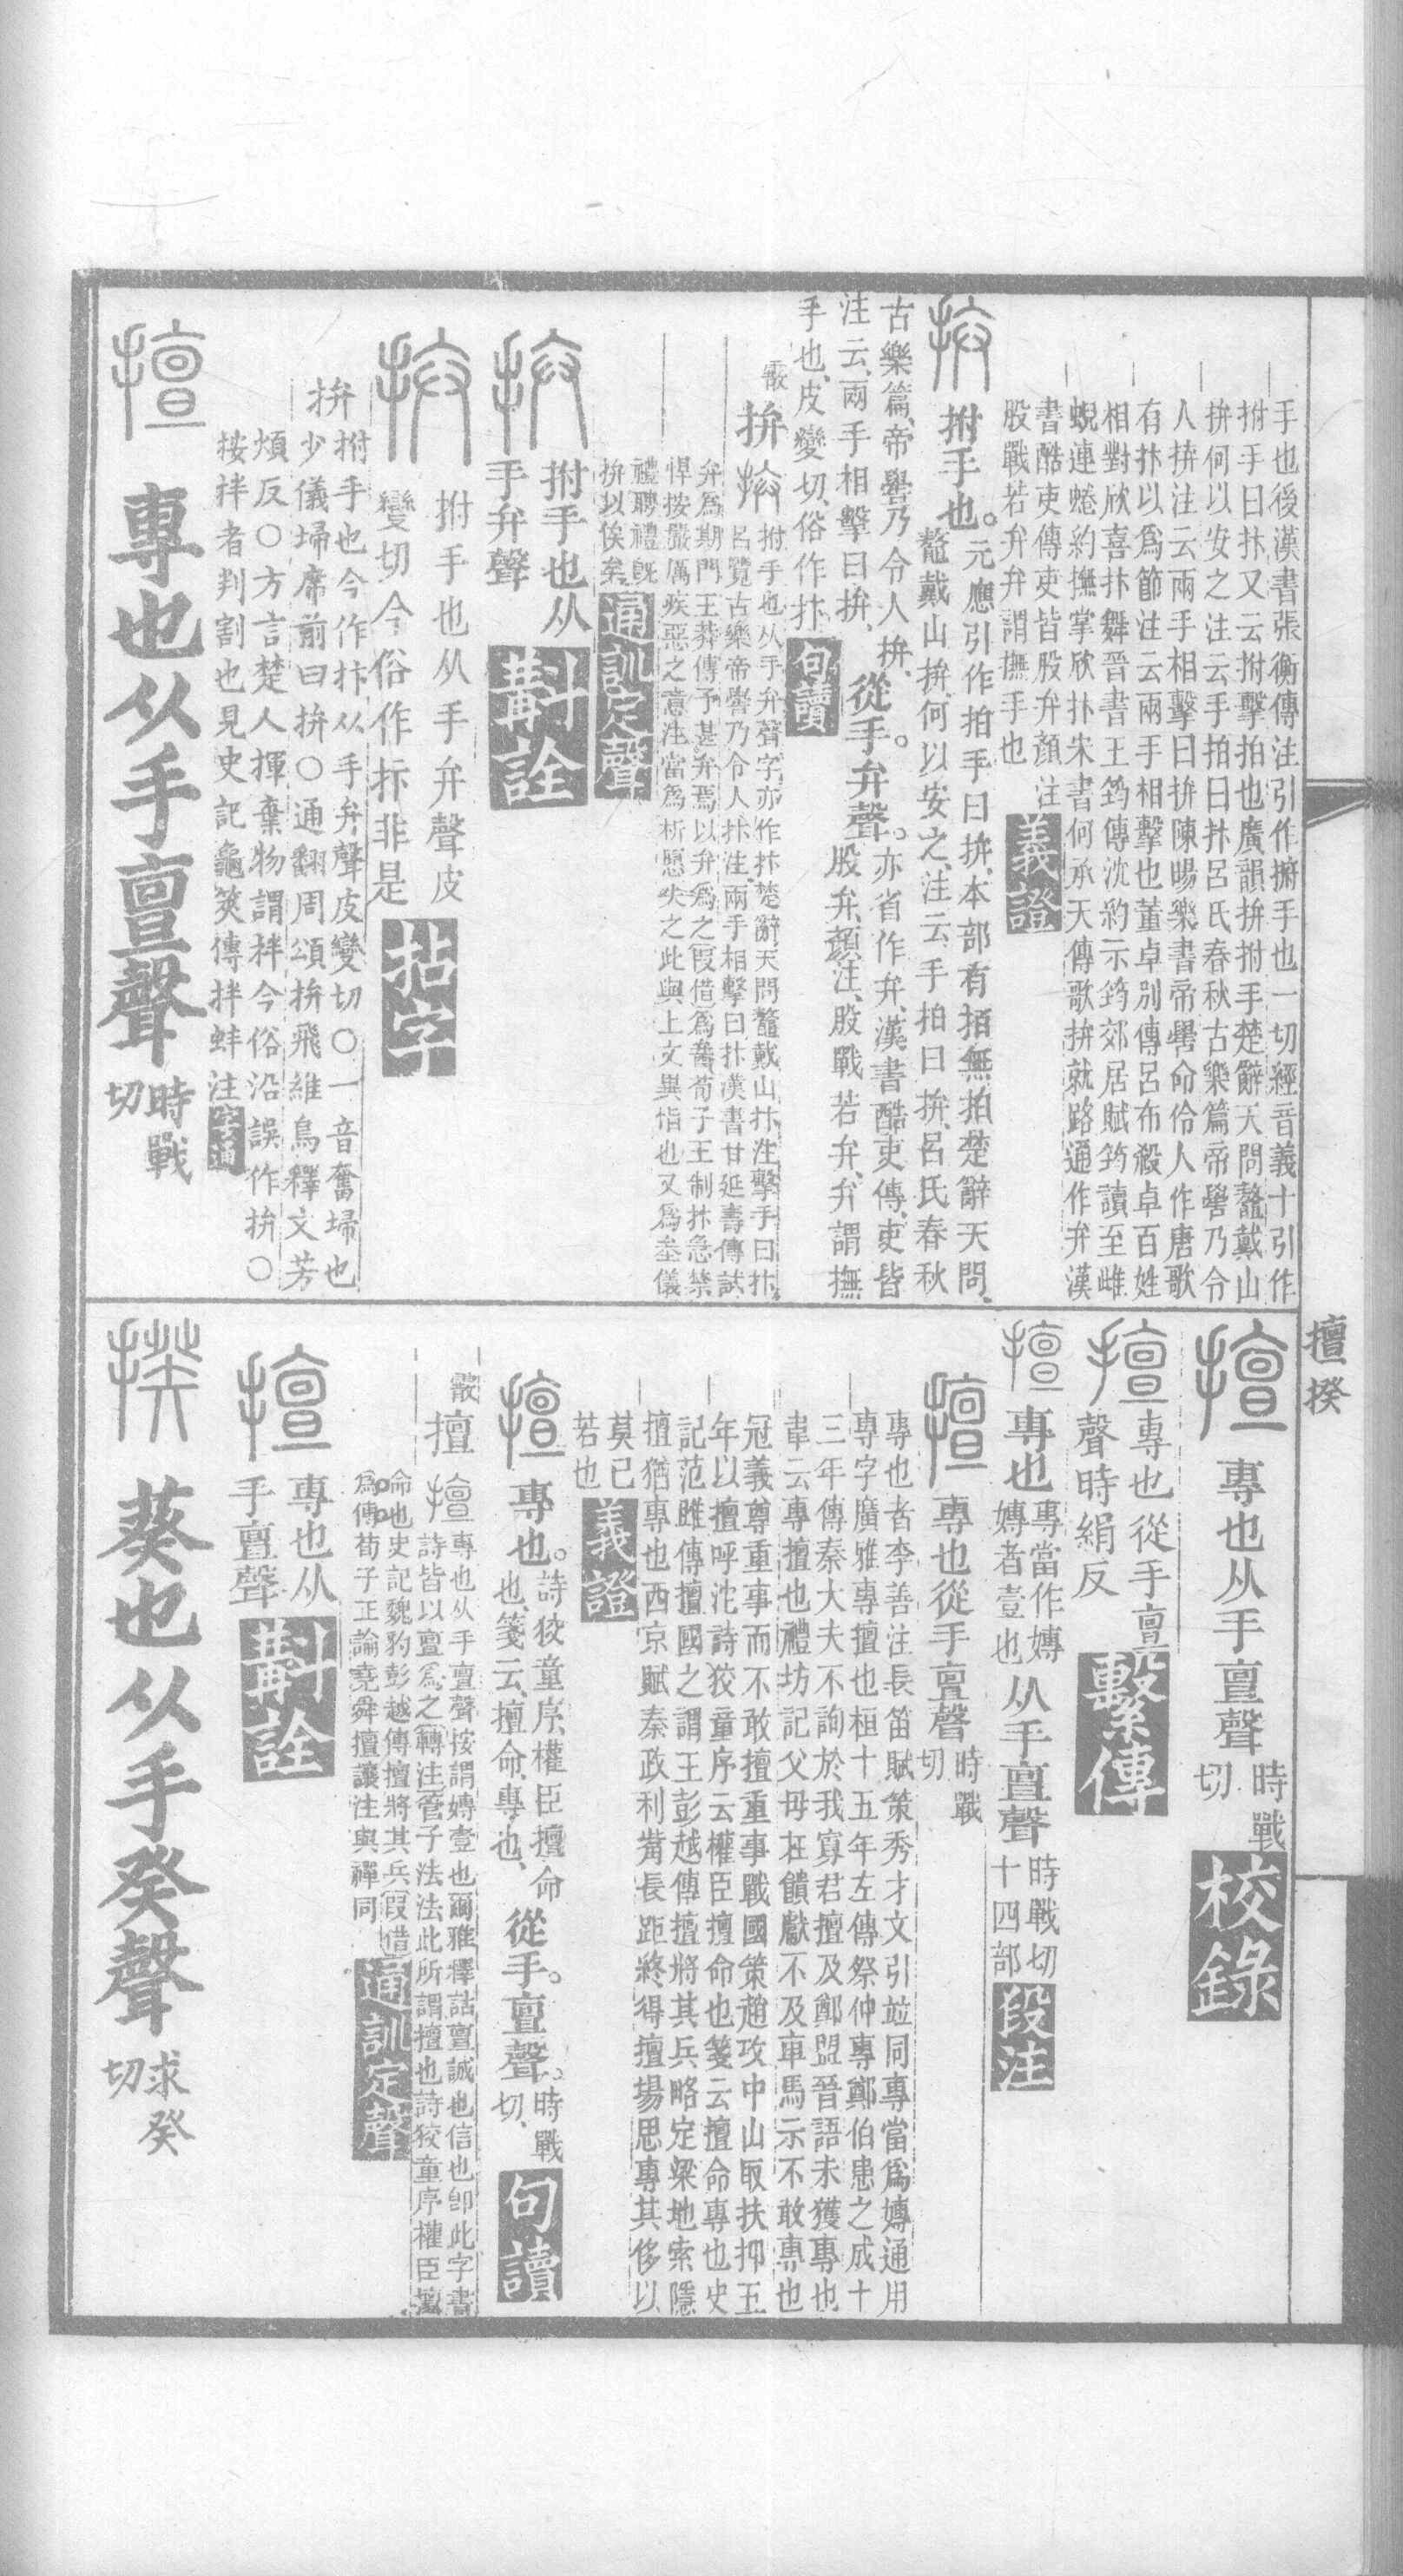 手也後漢書張衡傳注引作搏手也一切經音義十引作
拊手曰抃又云拊擊拍也廣韻拚拊手楚辭天問鼇戴山
拚何以安之注云手拍曰抃呂氏春秋古樂篇帝嚳乃令
人拚注云兩手相擊曰拚陳暘樂書帝嚳命伶人作唐歌
有抃以爲節注云兩手相擊也董卓別傳呂布殺卓百姓
相對欣喜抃舞晉書王筠傳沈約示筠郊居賦筠讀至雌
蜺連蜷約撫掌欣抃宋書何承天傳歌拚就路通作弁漢
書酷吏傳吏皆股弁顏注
股戰若弁弁謂撫手也
義證
拊手也。元應引作拍手曰拚、本部有拍無拍楚辭天問、
鼇戴山拚、何以安之、注云、手拍曰拚、呂氏春秋
古樂篇、帝嚳乃令人拚、
注云、兩手相擊曰拚、
從手弁聲。亦省作弁、漢書酷吏傳、吏皆
股弁、顏注、股戰若弁、弁謂撫
手也、皮變切、俗作抃
句讀
拚
拊手也从手弁聲字亦作抃楚辭天問鼇戴山抃注擊手曰抃
呂覽古樂帝嚳乃令人抃注兩手相擊曰抃漢書甘延壽傳試
弁爲期門王莽傳予甚弁焉以弁爲之叚借爲荀子王制抃急禁
悍按嚴厲疾惡之意注當爲析愿失之此與上文異恉也又爲坌儀
禮聘禮旣
拚以俟矣
通訓定聲
拊手也从
手弁聲
斠詮
拊手也从手弁聲皮
變切今俗作抃非是
拈字
拚
拊手也今作抃从手弁聲皮變切○一音奮埽也
少儀埽席前曰拚○通翻周頌拚飛維鳥釋文芳
煩反○方言楚人揮棄物謂拌今俗沿誤作拚○
按拌者判割也見史記龜筴傳拌蚌注
專也从手亶聲
時戰
切
擅揆
專也从手亶聲
時戰
切
校錄
專也從手亶
聲時絹反
繫傳
專也
專當作嫥
嫥者壹也
从手亶聲
時戰切
十四部
段注
專也從手亶聲
時戰
切
專也者李善注長笛賦策秀才文引竝同專當爲嫥通用
專字廣雅專擅也桓十五年左傳祭仲專鄭伯患之成十
三年傳秦大夫不詢於我寡君擅及鄭盟晉語未獲專也
韋云專擅也禮坊記父母在饋獻不及車馬示不敢專也
冠義尊重事而不敢擅重事戰國策趙攻中山取扶抑五
年以擅呼沱詩狡童序云權臣擅命也箋云擅命專也史
記范雎傳擅國之謂王彭越傳擅將其兵略定梁地索隱
擅猶專也西京賦秦政利觜長距終得擅場思專其侈以
莫己
若也
義證
專也。詩狡童序、權臣擅命
也、箋云、擅命、專也、
從手。亶聲。時戰
切、
句讀
擅
專也从手亶聲按謂嫥壹也爾雅釋詁亶誠也信也卽此字書
詩皆以亶爲之轉注管子法法此所謂擅也詩狡童序權臣擅
命也史記魏豹彭越傳擅將其兵叚借
爲傳荀子正論堯舜擅讓注與禪同
通訓定聲
專也从
手亶聲
斠詮
葵也从手癸聲
求癸
切